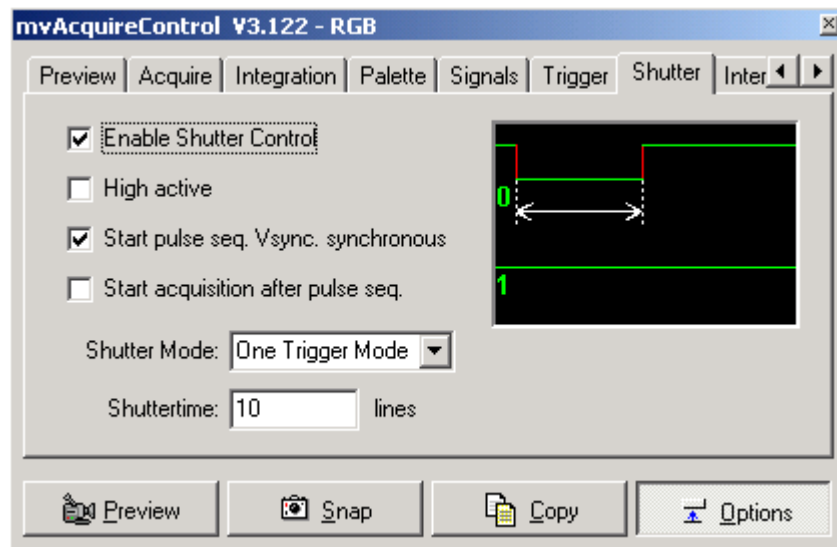 mvAcquireControl V3.122 - RGB
Preview Acquire Integration Palette Signals Trigger Shutter Inter
Enable Shutter Control
High active
Start pulse seq. Vsync. synchronous
Start acquisition after pulse seq.
0
1
Shutter Mode: One Trigger Mode
Shuttertime: 10 lines
Preview Snap Copy Options